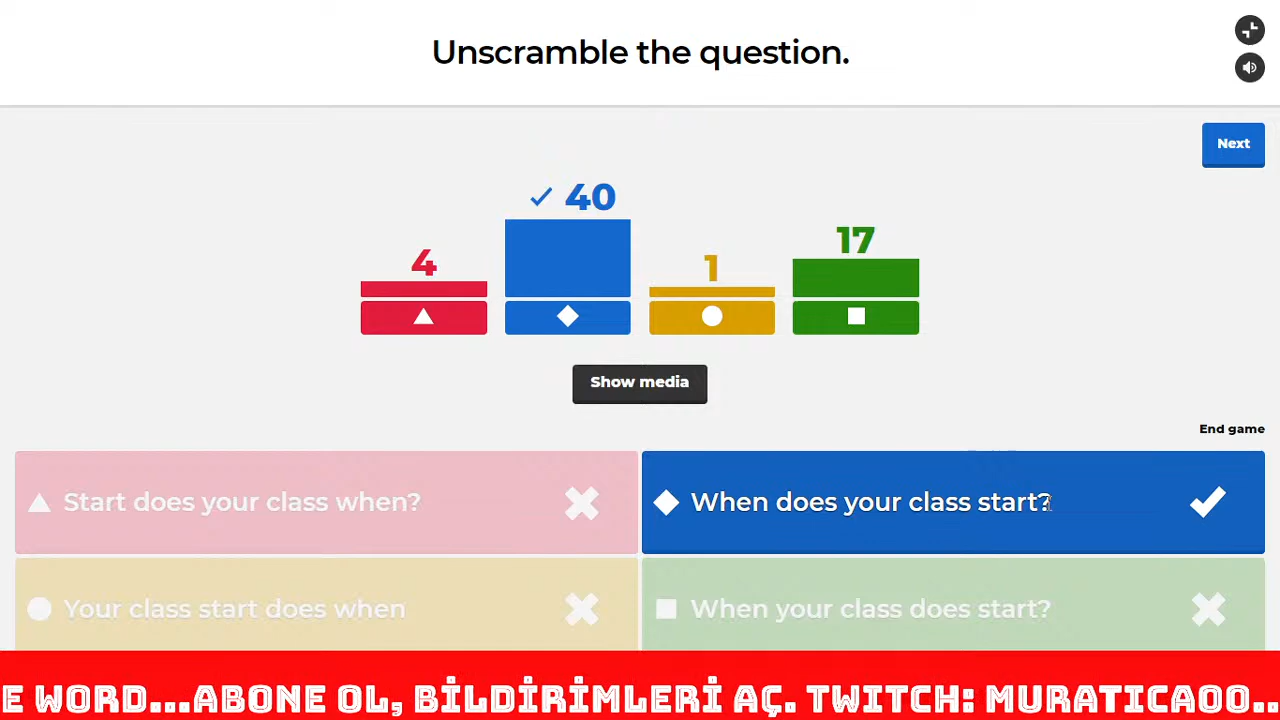 Unscramble the question.
Next
40
17
4
1
Show media
End game
Start does your class when?
When does your class start?
Your class start does when
When your class does start?
E WORD...ABONE OL, BİLDİRİMLERİ AÇ. TWITCH: MURATICAOO..